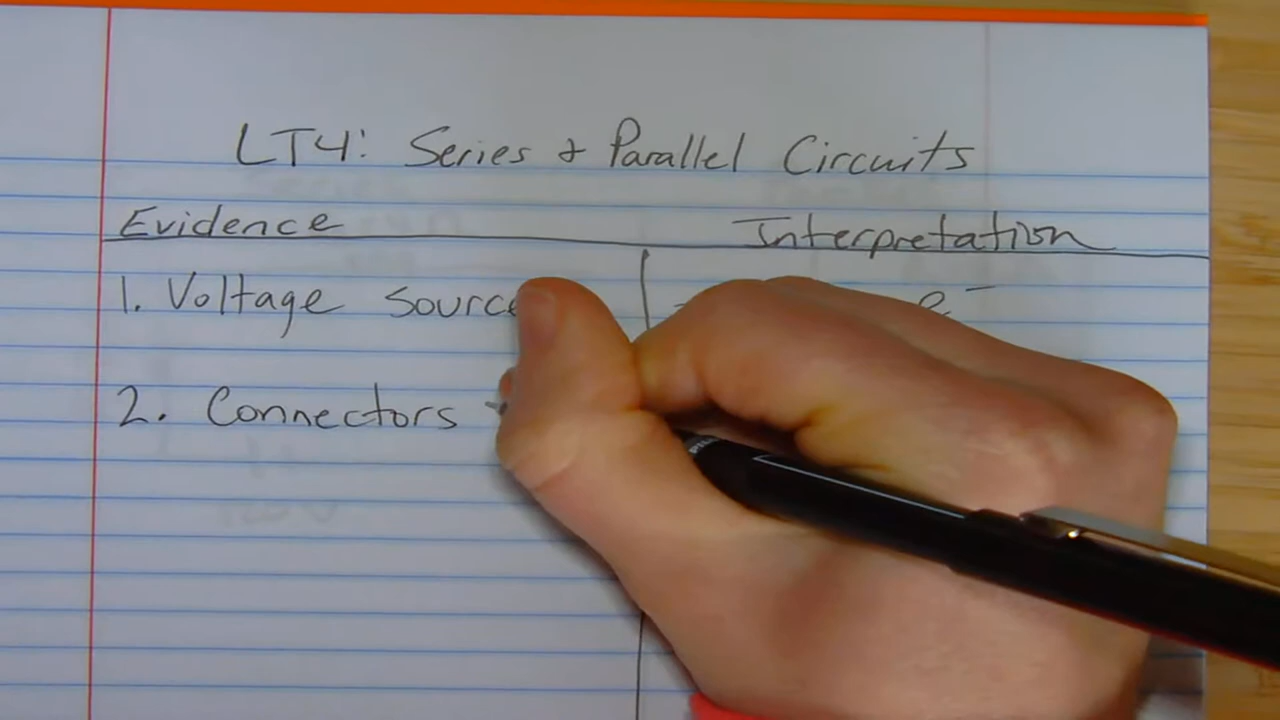 LT4: Series & Parallel Circuits
Evidence Interpretation
1. Voltage source e⁻
2. Connectors